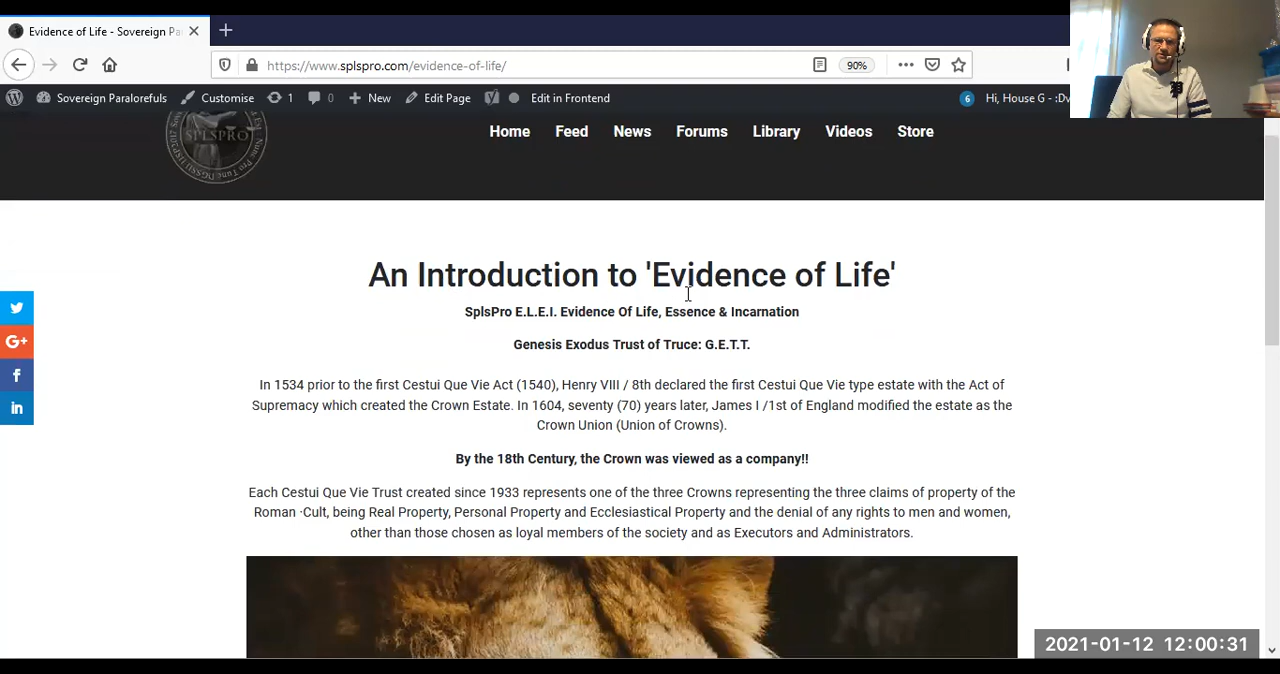 Evidence of Life - Sovereign Pa
https://www.splspro.com/evidence-of-life/
90%
Sovereign Paralorefuls
Customise
1
0
New
Edit Page
Edit in Frontend
6
Hi, House G - :Dv
SPLSPRO
Home
Feed
News
Forums
Library
Videos
Store
An Introduction to 'Evidence of Life'
SplsPro E.L.E.I. Evidence Of Life, Essence & Incarnation
Genesis Exodus Trust of Truce: G.E.T.T.
In 1534 prior to the first Cestui Que Vie Act (1540), Henry VIII / 8th declared the first Cestui Que Vie type estate with the Act of
Supremacy which created the Crown Estate. In 1604, seventy (70) years later, James I /1st of England modified the estate as the
Crown Union (Union of Crowns).
By the 18th Century, the Crown was viewed as a company!!
Each Cestui Que Vie Trust created since 1933 represents one of the three Crowns representing the three claims of property of the
Roman ·Cult, being Real Property, Personal Property and Ecclesiastical Property and the denial of any rights to men and women,
other than those chosen as loyal members of the society and as Executors and Administrators.
2021-01-12 12:00:31